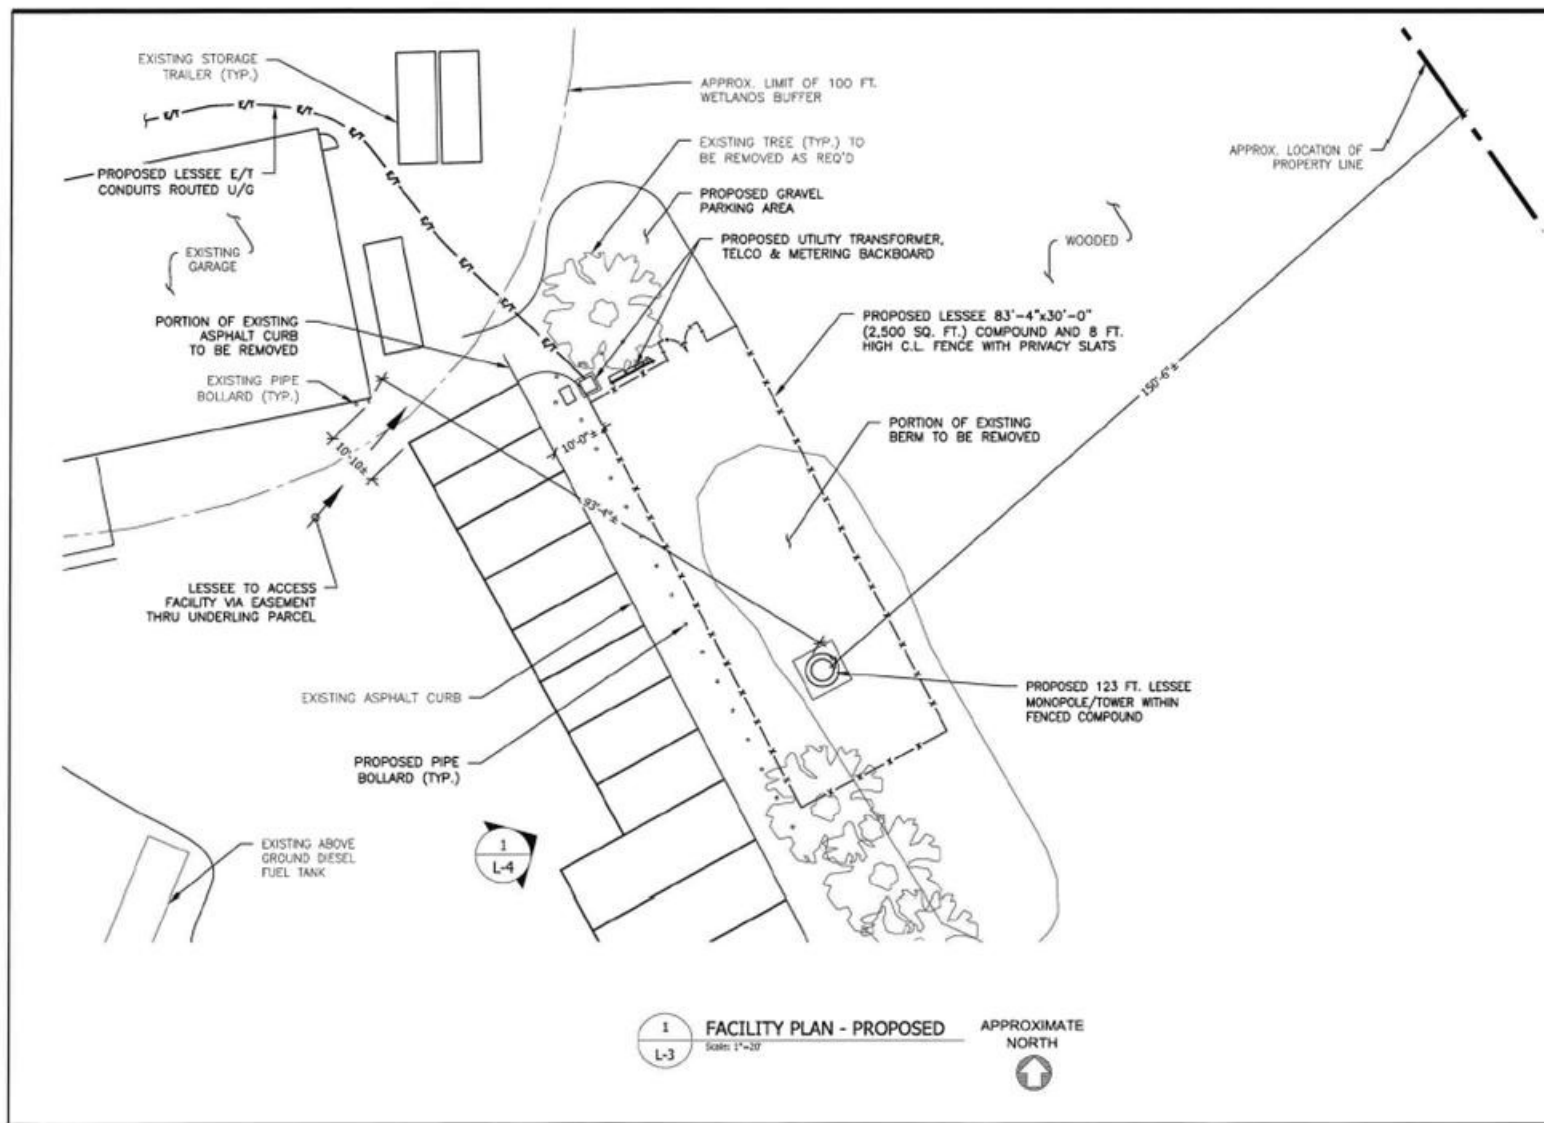 EXISTING STORAGE
TRAILER (TYP.)
APPROX. LIMIT OF 100 FT.
WETLANDS BUFFER
EXISTING TREE (TYP.) TO
BE REMOVED AS REQ'D
APPROX. LOCATION OF
PROPERTY LINE
E/T
E/T
E/T
E/T
E/T
E/T
E/T
E/T
E/T
PROPOSED LESSEE E/T
CONDUITS ROUTED U/G
PROPOSED GRAVEL
PARKING AREA
PROPOSED UTILITY TRANSFORMER,
TELCO & METERING BACKBOARD
WOODED
EXISTING
GARAGE
PORTION OF EXISTING
ASPHALT CURB
TO BE REMOVED
PROPOSED LESSEE 83'-4"x30'-0"
(2,500 SQ. FT.) COMPOUND AND 8 FT.
HIGH C.L. FENCE WITH PRIVACY SLATS
EXISTING PIPE
BOLLARD (TYP.)
150'-6"±
PORTION OF EXISTING
BERM TO BE REMOVED
10'-10±
10'-0"±
93'-4"±
LESSEE TO ACCESS
FACILITY VIA EASEMENT
THRU UNDERLING PARCEL
EXISTING ASPHALT CURB
PROPOSED 123 FT. LESSEE
MONOPOLE/TOWER WITHIN
FENCED COMPOUND
PROPOSED PIPE
BOLLARD (TYP.)
EXISTING ABOVE
GROUND DIESEL
FUEL TANK
1
L-4
1
L-3
FACILITY PLAN - PROPOSED
Scale: 1"=20'
APPROXIMATE
NORTH